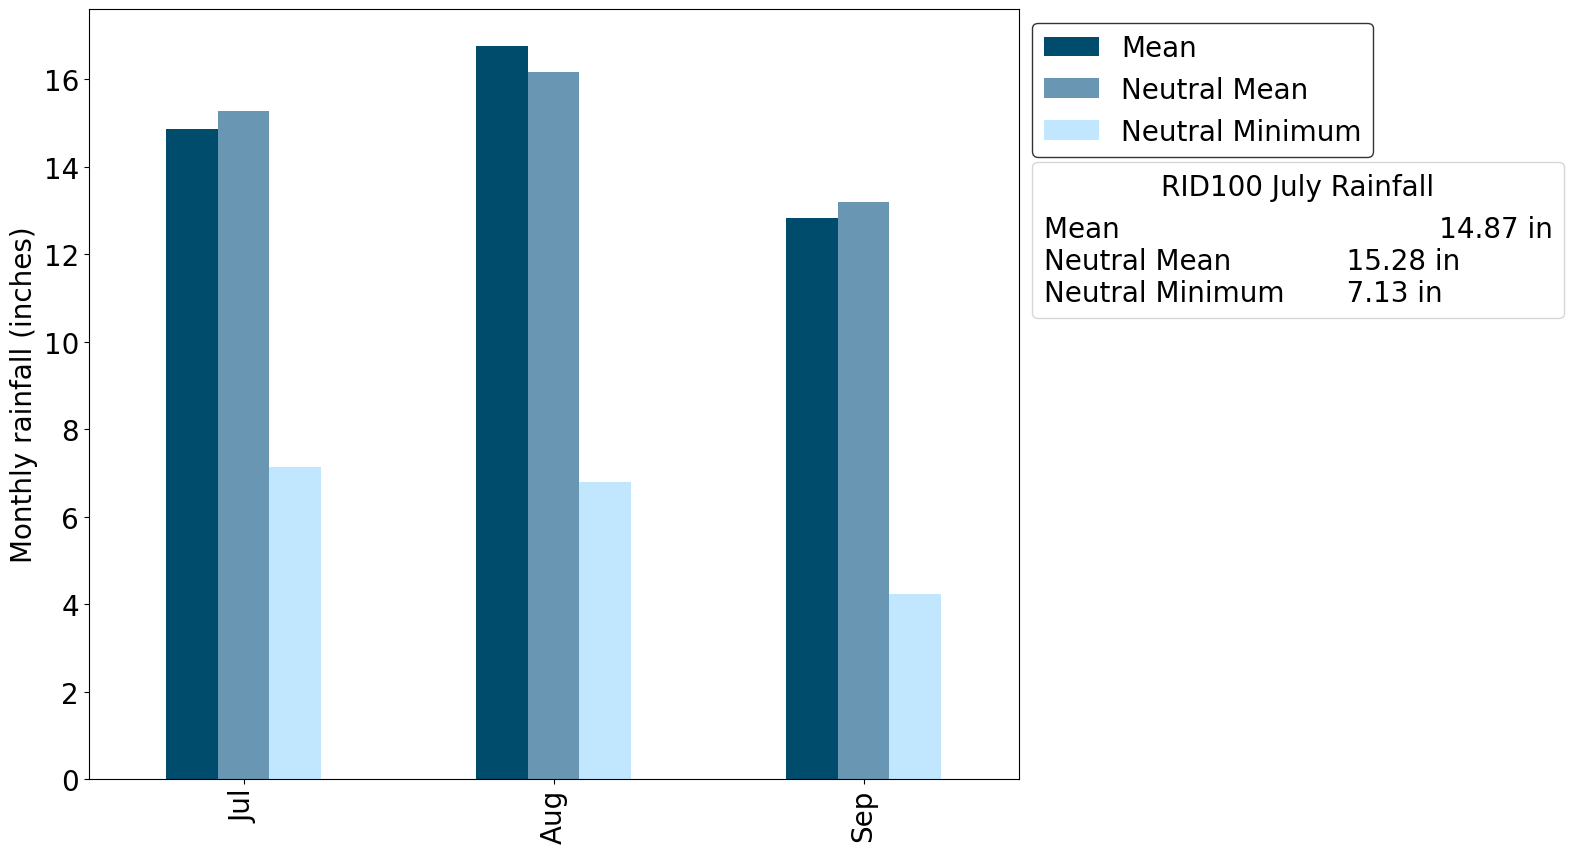 Monthly rainfall (inches)
16
14
12
10
8
6
4
2
0
Jul
Aug
Sep
Mean
Neutral Mean
Neutral Minimum
RID100 July Rainfall
Mean 14.87 in
Neutral Mean 15.28 in
Neutral Minimum 7.13 in